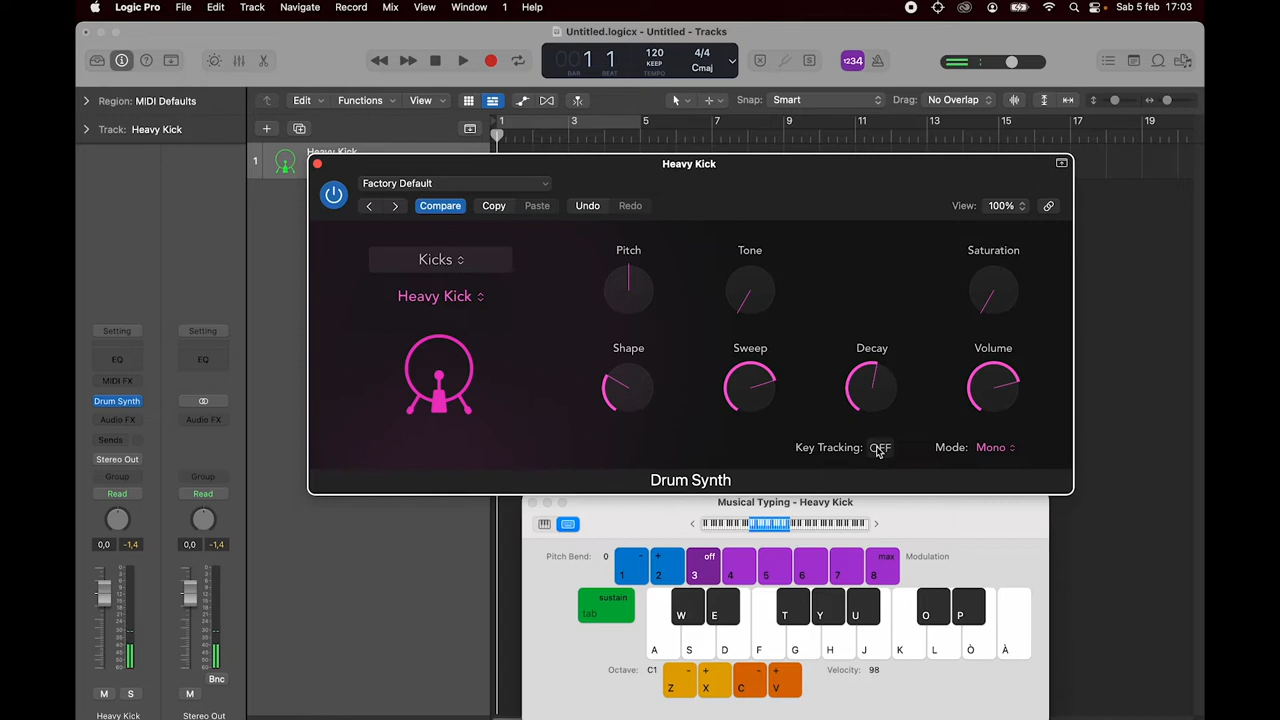 Logic Pro File Edit Track Navigate Record Mix View Window 1 Help Sab 5 feb 17:03
Untitled.logicx - Untitled - Tracks
001 1
BAR BEAT
120
KEEP
TEMPO
4/4
Cmaj
1234
Region: MIDI Defaults
Edit Functions View
Snap: Smart
Drag: No Overlap
Track: Heavy Kick
1 3 5 7 9 11 13 15 17 19
1 Heavy Kick
Heavy Kick
Factory Default
Compare Copy Paste Undo Redo
View: 100%
Kicks
Heavy Kick
Pitch Tone Saturation
Shape Sweep Decay Volume
Key Tracking: OFF
Mode: Mono
Drum Synth
Setting Setting
EQ EQ
MIDI FX
Drum Synth
Audio FX Audio FX
Sends
Stereo Out
Group Group
Read Read
0,0 -1,4 0,0 -1,4
Bnc
M S M
Heavy Kick Stereo Out
Musical Typing - Heavy Kick
Pitch Bend: 0
- + off max
1 2 3 4 5 6 7 8
Modulation
sustain
tab
W E T Y U O P
A S D F G H J K L Ò À
Octave: C1
- + - +
Z X C V
Velocity: 98